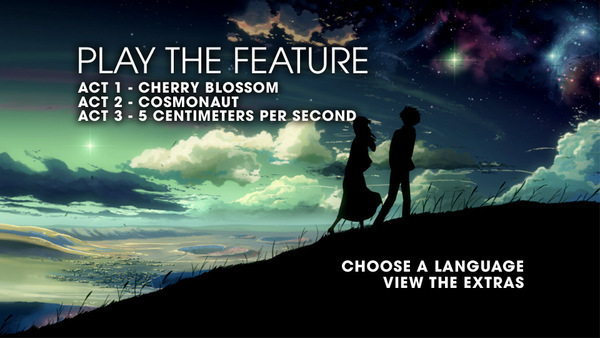 PLAY THE FEATURE
ACT 1 - CHERRY BLOSSOM
ACT 2 - COSMONAUT
ACT 3 - 5 CENTIMETERS PER SECOND
CHOOSE A LANGUAGE
VIEW THE EXTRAS